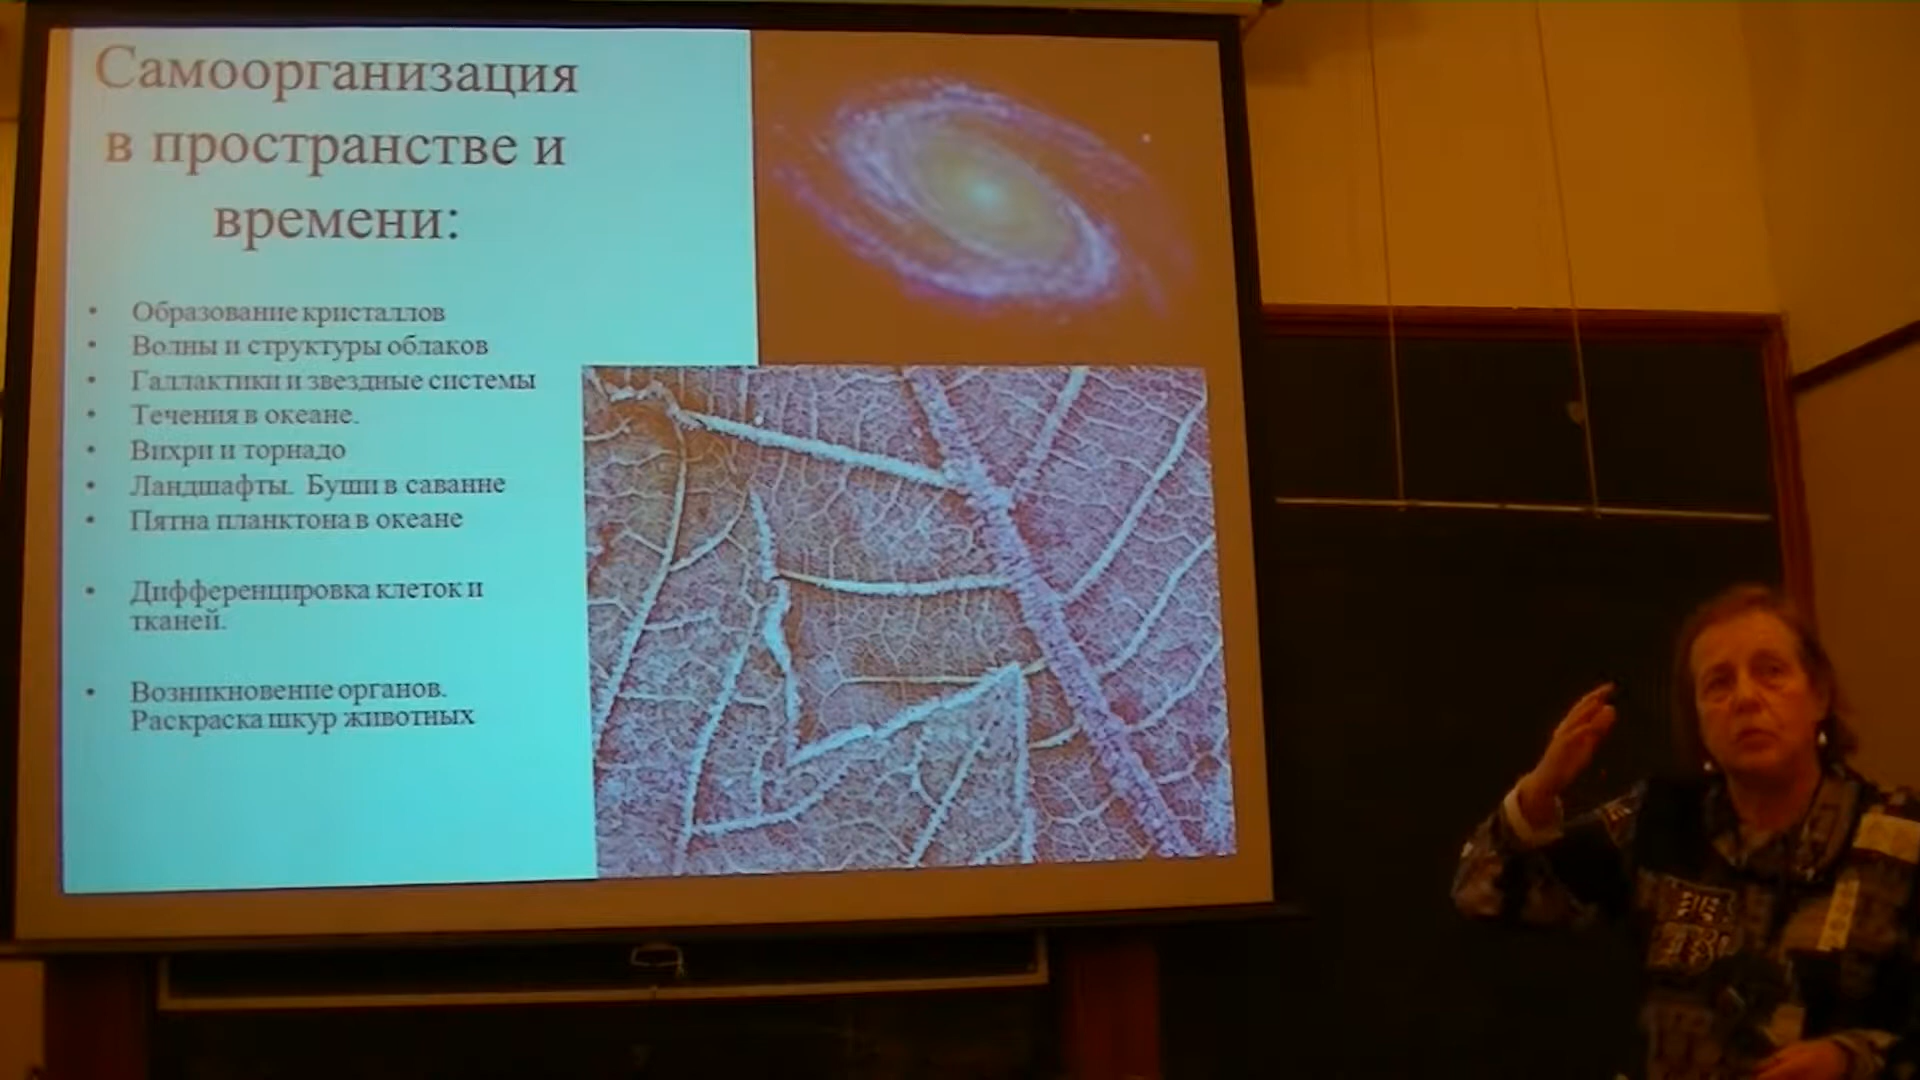 Самоорганизация
в пространстве и
времени:
• Образование кристаллов
• Волны и структуры облаков
• Галлактики и звездные системы
• Течения в океане.
• Вихри и торнадо
• Ландшафты. Буши в саванне
• Пятна планктона в океане
• Дифференцировка клеток и
тканей.
• Возникновение органов.
Раскраска шкур животных